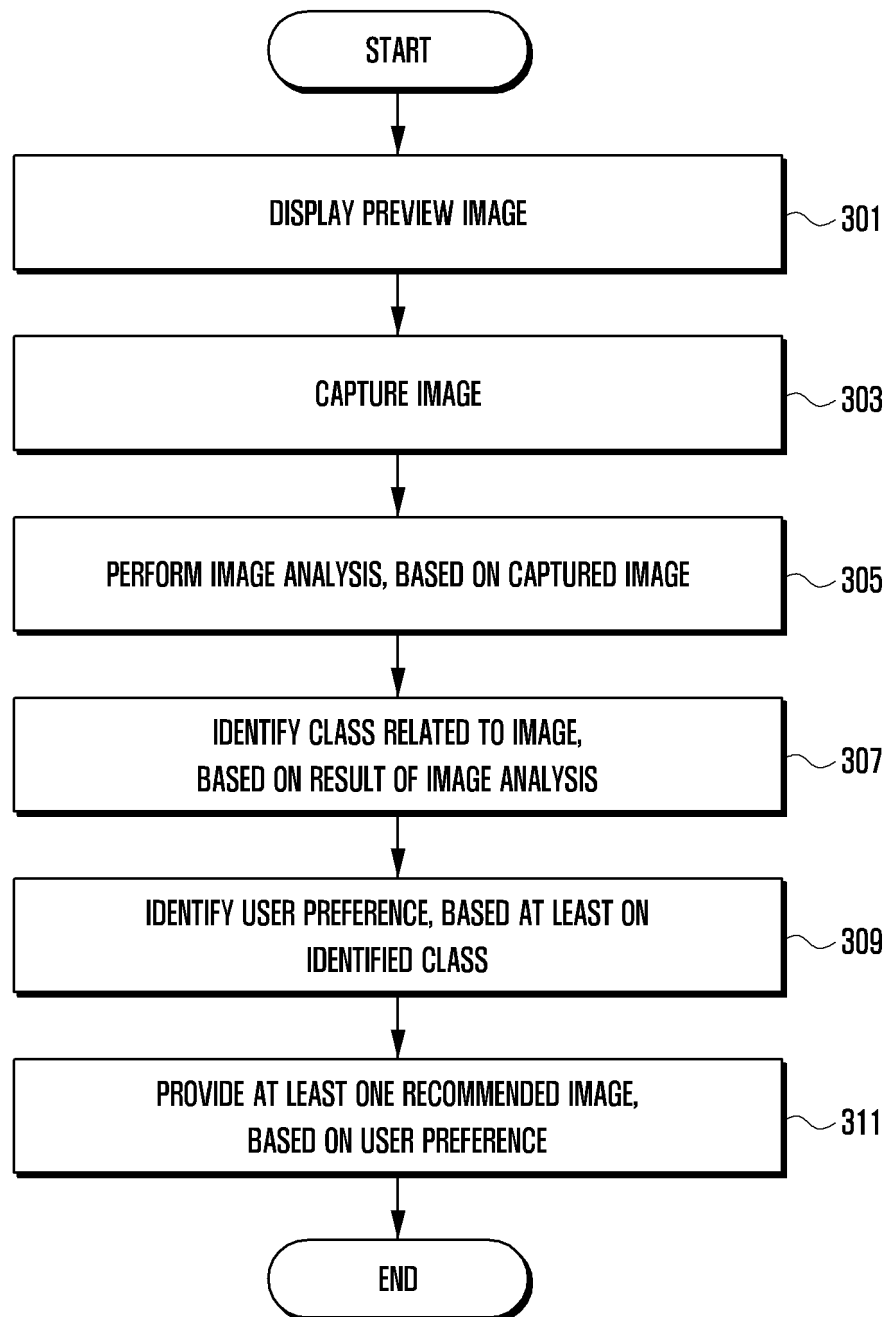 START
DISPLAY PREVIEW IMAGE
301
CAPTURE IMAGE
303
PERFORM IMAGE ANALYSIS, BASED ON CAPTURED IMAGE
305
IDENTIFY CLASS RELATED TO IMAGE,
BASED ON RESULT OF IMAGE ANALYSIS
307
IDENTIFY USER PREFERENCE, BASED AT LEAST ON
IDENTIFIED CLASS
309
PROVIDE AT LEAST ONE RECOMMENDED IMAGE,
BASED ON USER PREFERENCE
311
END